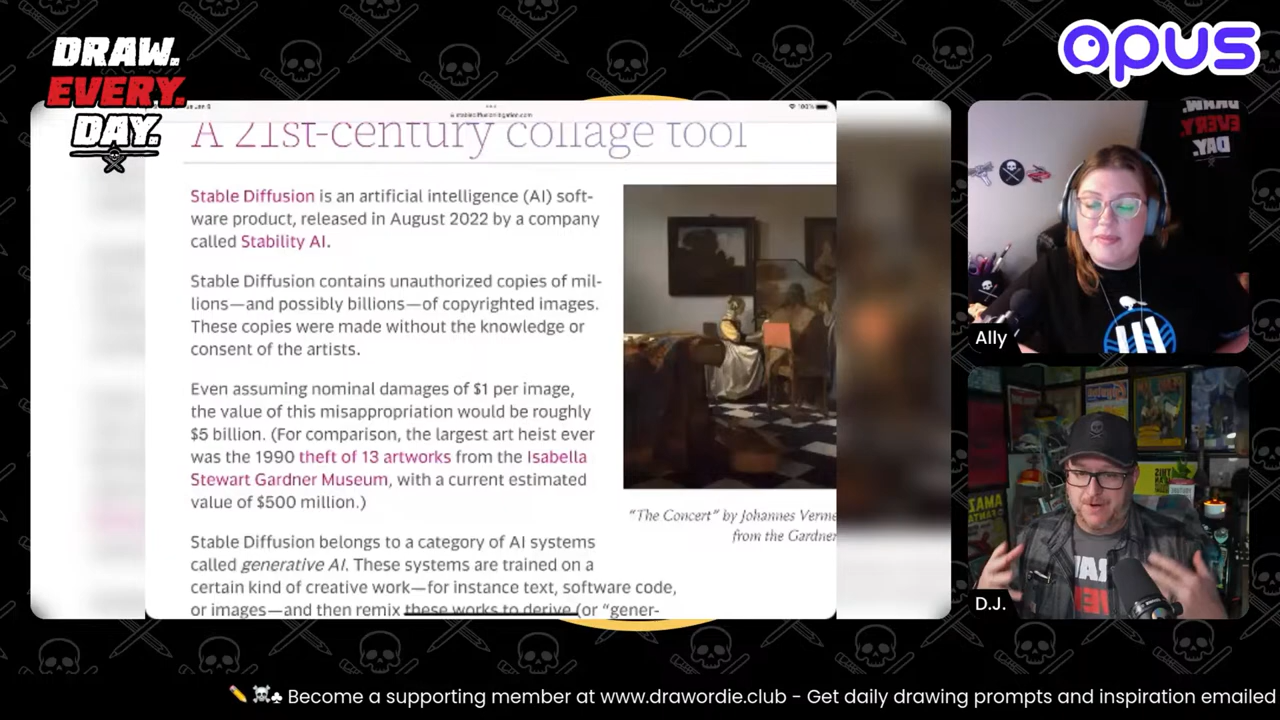 DRAW.
EVERY.
DAY.
opus
100%
stablediffusionlitigation.com
A 21st-century collage tool
Stable Diffusion is an artificial intelligence (AI) soft-
ware product, released in August 2022 by a company
called Stability AI.
Stable Diffusion contains unauthorized copies of mil-
lions—and possibly billions—of copyrighted images.
These copies were made without the knowledge or
consent of the artists.
Even assuming nominal damages of $1 per image,
the value of this misappropriation would be roughly
$5 billion. (For comparison, the largest art heist ever
was the 1990 theft of 13 artworks from the Isabella
Stewart Gardner Museum, with a current estimated
value of $500 million.)
Stable Diffusion belongs to a category of AI systems
called generative AI. These systems are trained on a
certain kind of creative work—for instance text, software code,
or images—and then remix these works to derive (or “gener-
“The Concert” by Johannes Verme
from the Gardner
Ally
D.J.
✏️☠️♣ Become a supporting member at www.drawordie.club - Get daily drawing prompts and inspiration emailed